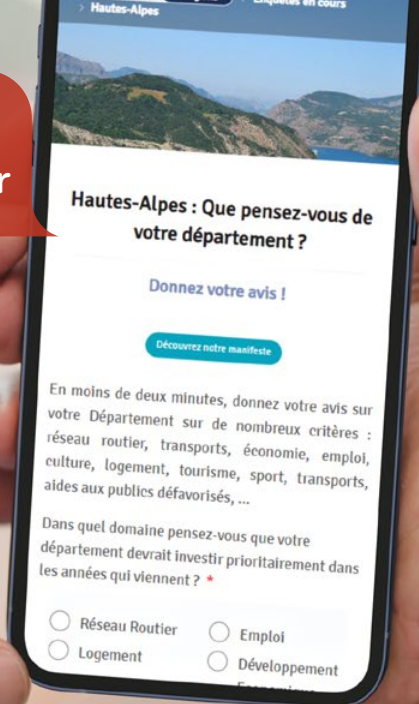 Enquêtes en cours
> Hautes-Alpes
r
Hautes-Alpes : Que pensez-vous de
votre département ?
Donnez votre avis !
Découvrez notre manifeste
En moins de deux minutes, donnez votre avis sur
votre Département sur de nombreux critères :
réseau routier, transports, économie, emploi,
culture, logement, tourisme, sport, transports,
aides aux publics défavorisés, ...
Dans quel domaine pensez-vous que votre
département devrait investir prioritairement dans
les années qui viennent ? *
Réseau Routier
Emploi
Logement
Développement